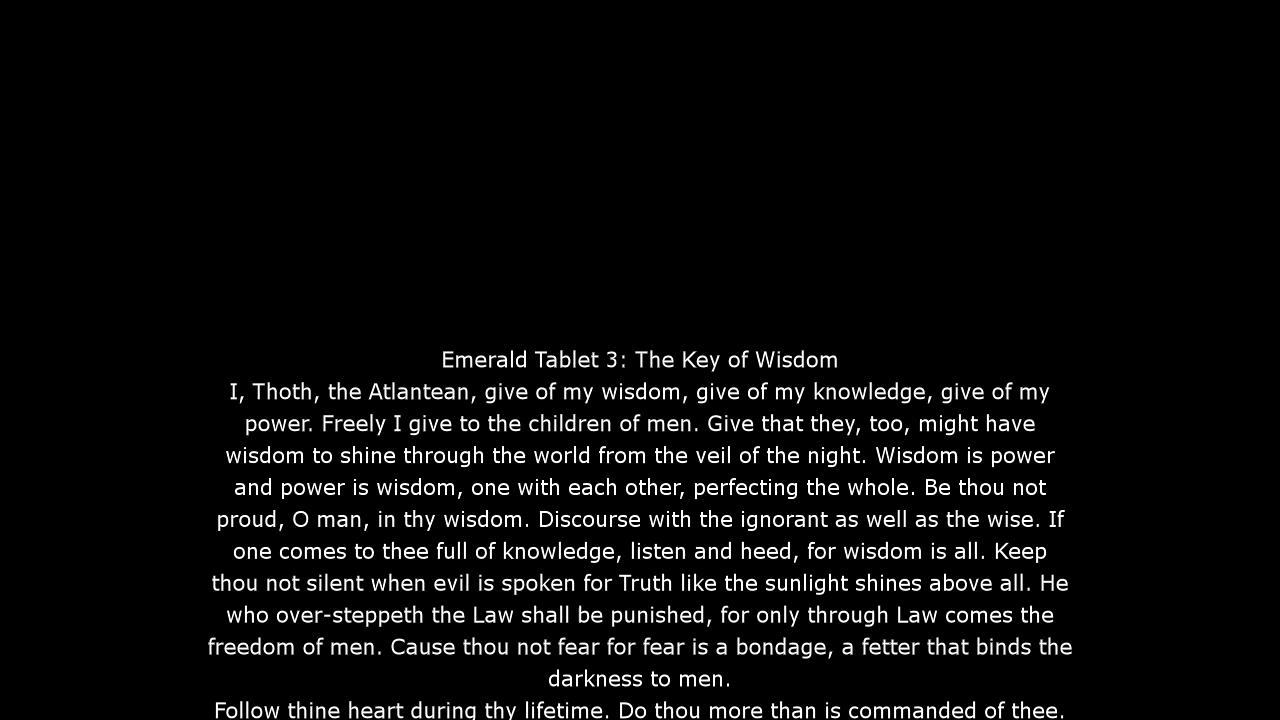 Emerald Tablet 3: The Key of Wisdom
I, Thoth, the Atlantean, give of my wisdom, give of my knowledge, give of my
power. Freely I give to the children of men. Give that they, too, might have
wisdom to shine through the world from the veil of the night. Wisdom is power
and power is wisdom, one with each other, perfecting the whole. Be thou not
proud, O man, in thy wisdom. Discourse with the ignorant as well as the wise. If
one comes to thee full of knowledge, listen and heed, for wisdom is all. Keep
thou not silent when evil is spoken for Truth like the sunlight shines above all. He
who over-steppeth the Law shall be punished, for only through Law comes the
freedom of men. Cause thou not fear for fear is a bondage, a fetter that binds the
darkness to men.
Follow thine heart during thy lifetime. Do thou more than is commanded of thee.